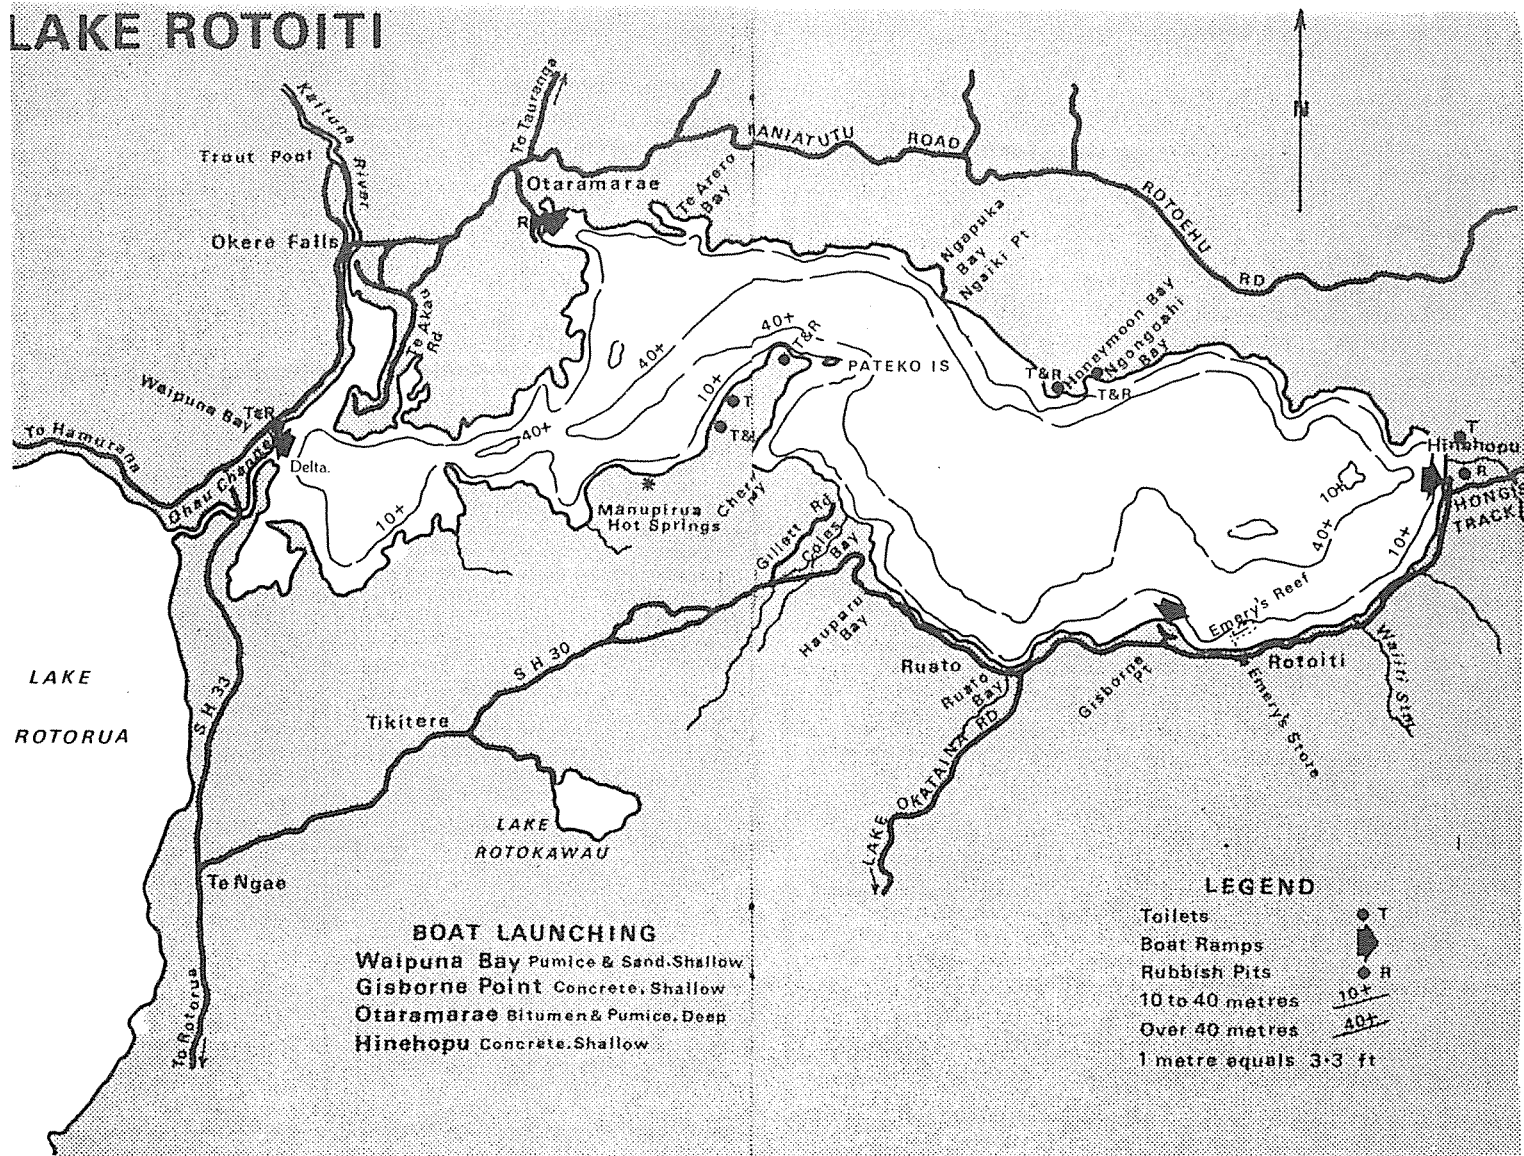 LAKE ROTOITI
Kaituna
River
To Tauranga
N
Trout Pool
MANIATUTU
ROAD
Otaramarae
Te Arero
Bay
R
ROTOEHU
RD
Okere Falls
Ngapuka
Bay
Ngaiki Pt
Te Akau
Rd
40+
40+
T&R
PATEKO IS
10+
Honeymoon Bay
Ngongoahi
Bay
T&R
T&R
Waipuna Bay
T&R
T
40+
To Hamurana
Delta.
Ohau Channel
10+
Manupirua
Hot Springs
Gillett Rd
Coles
Bay
T
Hinehopu
R
10+
40+
10+
TRACK
Hauparu
Bay
S H 30
Emery's Reef
Ruato
Ruato
Bay
Gisborne
Pt
Rotoiti
Waiiti Stm
Emery's Store
LAKE
ROTORUA
S H 33
Tikitere
LAKE OKATAINA RD
LAKE
ROTOKAWAU
Te Ngae
To Rotorua
BOAT LAUNCHING
Waipuna Bay Pumice & Sand.Shallow
Gisborne Point Concrete, Shallow
Otaramarae Bitumen & Pumice, Deep
Hinehopu Concrete.Shallow
LEGEND
Toilets T
Boat Ramps
Rubbish Pits R
10 to 40 metres 10+
Over 40 metres 40+
1 metre equals 3·3 ft